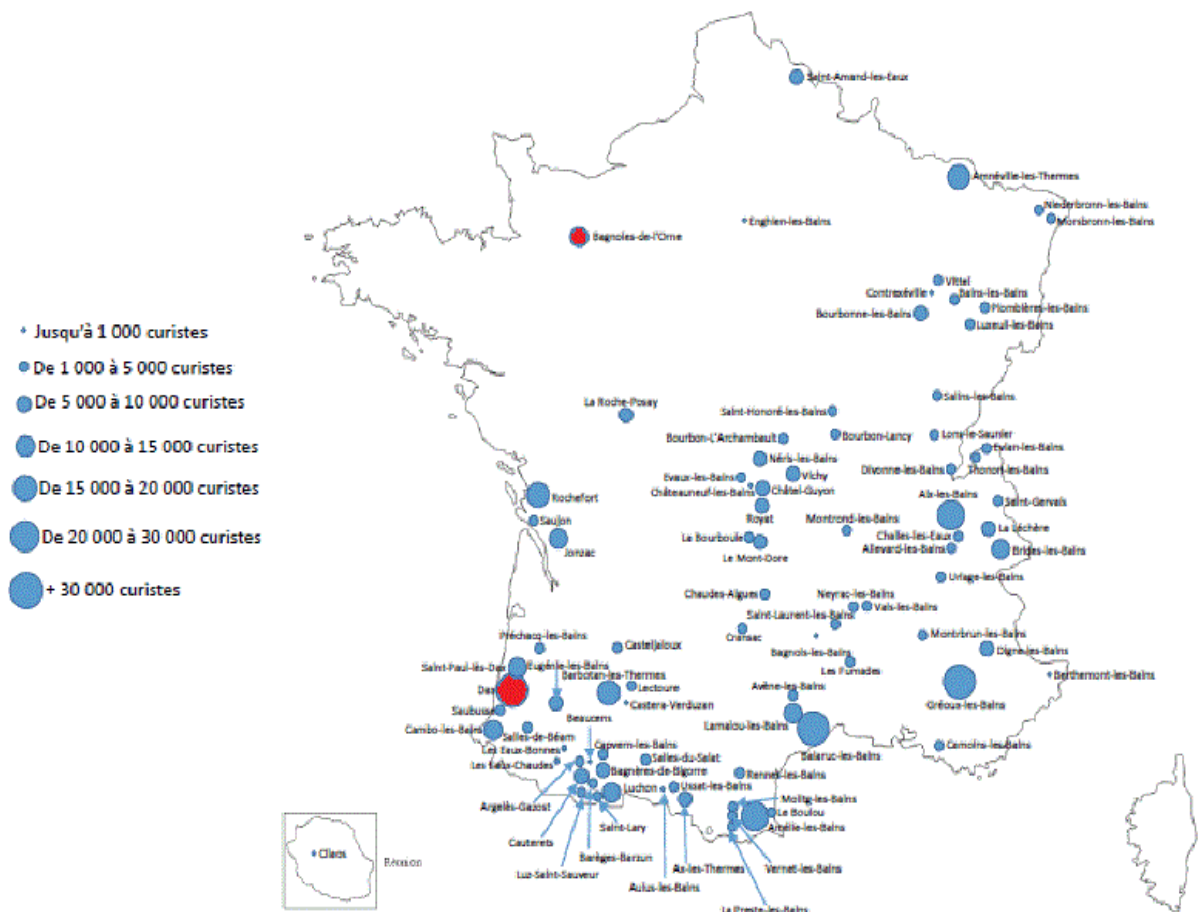 Saint-Amand-les-Eaux
Amnéville-les-Thermes
Niederbronn-les-Bains
Morsbronn-les-Bains
Enghien-les-Bains
Bagnoles-de-l'Orne
Vittel
Contrexéville
Bains-les-Bains
Plombières-les-Bains
Bourbonne-les-Bains
Luxeuil-les-Bains
Jusqu'à 1 000 curistes
De 1 000 à 5 000 curistes
De 5 000 à 10 000 curistes
De 10 000 à 15 000 curistes
De 15 000 à 20 000 curistes
De 20 000 à 30 000 curistes
+ 30 000 curistes
Salins-les-Bains
La Roche-Posay
Saint-Honoré-les-Bains
Bourbon-L'Archambault
Bourbon-Lancy
Lons-le-Saunier
Evian-les-Bains
Néris-les-Bains
Divonne-les-Bains
Thonon-les-Bains
Evaux-les-Bains
Vichy
Châteauneuf-les-Bains
Châtel-Guyon
Rochefort
Aix-les-Bains
Saint-Gervais
Royat
Saujon
Montrond-les-Bains
La Léchère
Jonzac
La Bourboule
Challes-les-Eaux
Le Mont-Dore
Allevard-les-Bains
Brides-les-Bains
Uriage-les-Bains
Chaudes-Aigues
Neyrac-les-Bains
Vals-les-Bains
Saint-Laurent-les-Bains
Cransac
Montbrun-les-Bains
Préchacq-les-Bains
Casteljaloux
Bagnols-les-Bains
Digne-les-Bains
Les Fumades
Saint-Paul-lès-Dax
Eugénie-les-Bains
Barbotan-les-Thermes
Berthemont-les-Bains
Dax
Lectoure
Avène-les-Bains
Castera-Verduzan
Gréoux-les-Bains
Saubusse
Beaucens
Lamalou-les-Bains
Cambo-les-Bains
Salles-de-Béarn
Camoins-les-Bains
Les Eaux-Bonnes
Capvern-les-Bains
Balaruc-les-Bains
Les Eaux-Chaudes
Salies-du-Salat
Bagnères-de-Bigorre
Rennes-les-Bains
Luchon
Ussat-les-Bains
Argelès-Gazost
Molitg-les-Bains
Le Boulou
Saint-Lary
Amélie-les-Bains
Cauterets
Barèges-Barzun
Cilaos
Réunion
Luz-Saint-Sauveur
Ax-les-Thermes
Vernet-les-Bains
Aulus-les-Bains
La Preste-les-Bains